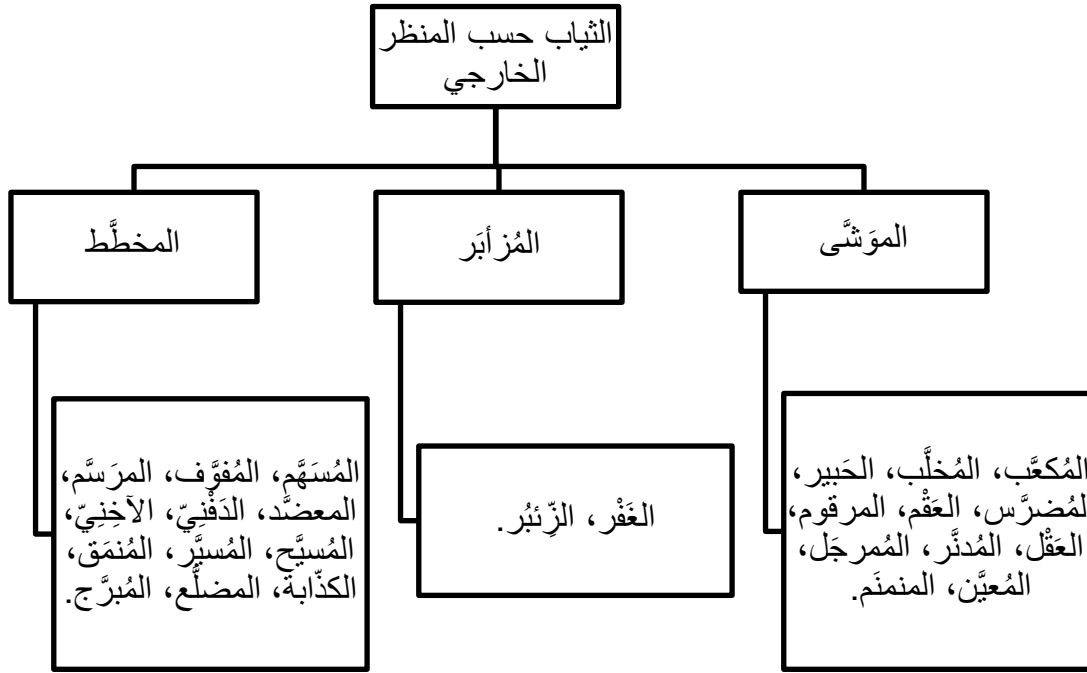 الثياب حسب المنظر
الخارجي
الموَشَّى
المُزأبَر
المخطَّط
المُكعَّب، المُخلَّب، الحَبير،
المُضرَّس، العَقْم، المرقوم،
العَقْل، المُدنَّر، المُمرجَل،
المُعيَّن، المنمنَم.
الغَفْر، الزِّئبُر.
المُسَهَّم، المُفوَّف، المرَسَّم،
المعضَّد، الدَفْنِيّ، الآخِنِيّ،
المُسيَّح، المُسيَّر، المُنمَق،
الكذّابة، المضلَّع، المُبرَّج.